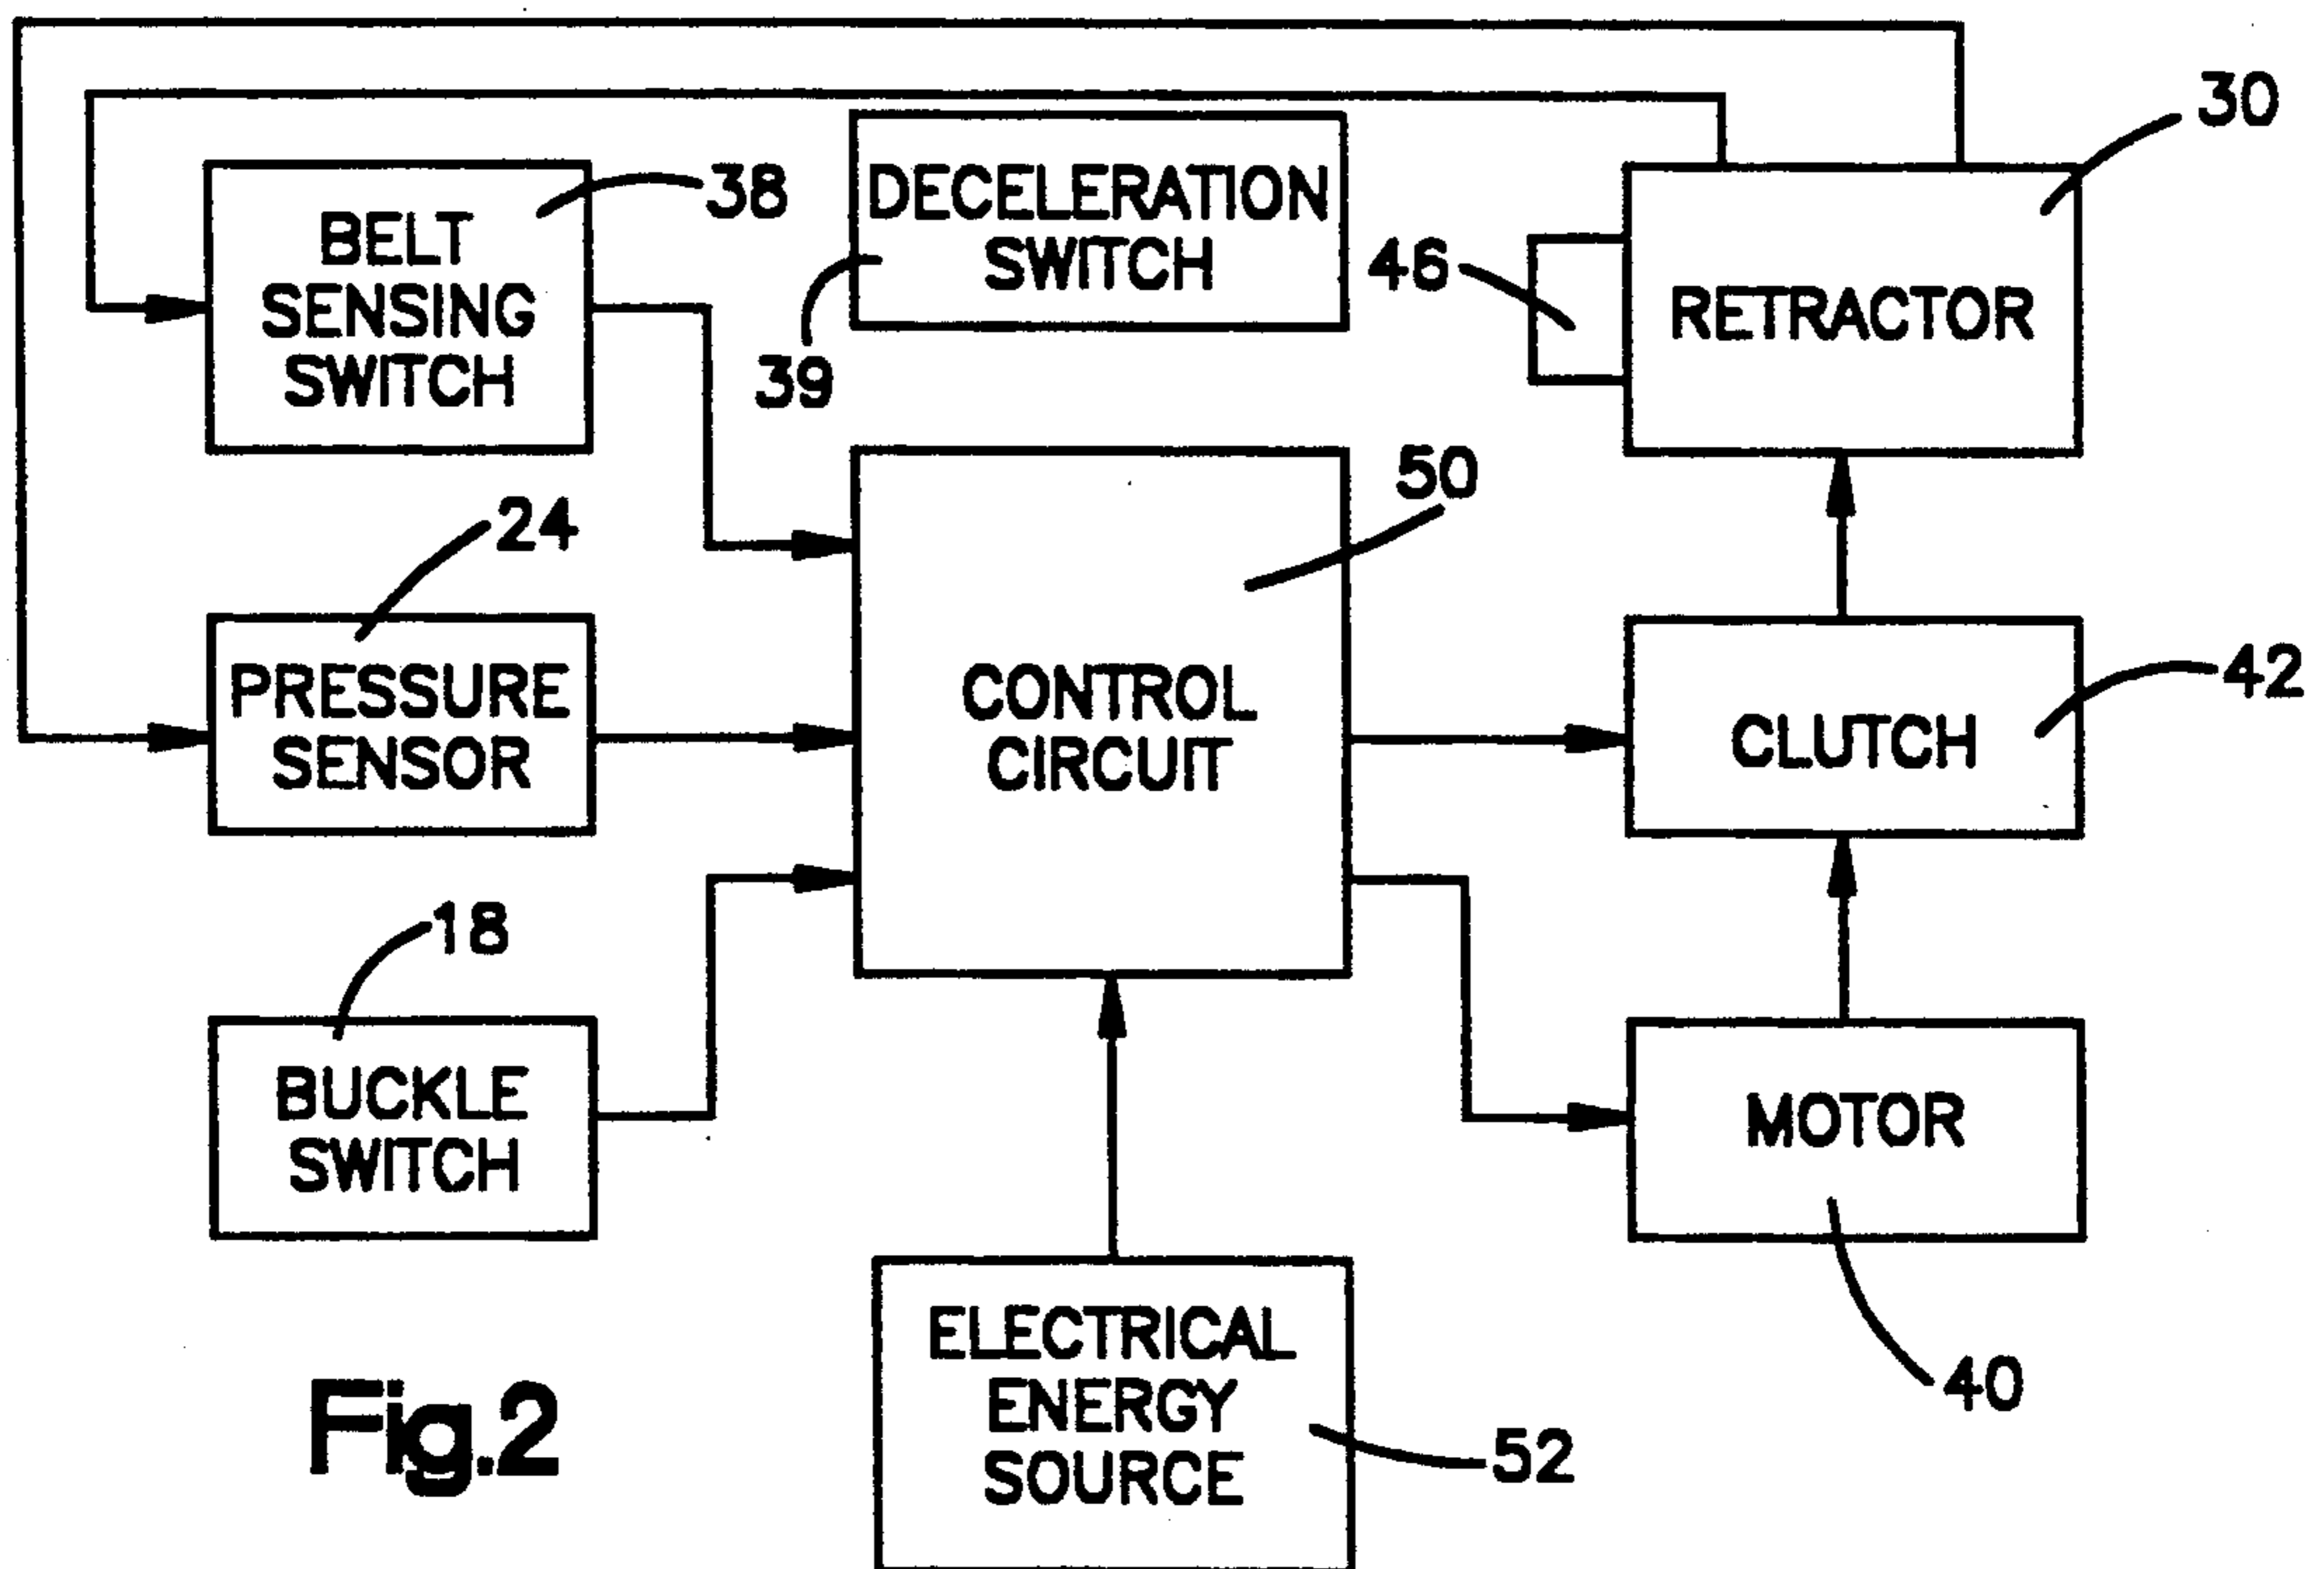 30
DECELERATION
SWITCH
38
BELT
SENSING
SWITCH
46
RETRACTOR
39
50
24
PRESSURE
SENSOR
CONTROL
CIRCUIT
42
CLUTCH
18
BUCKLE
SWITCH
MOTOR
ELECTRICAL
ENERGY
SOURCE
40
52
Fig.2